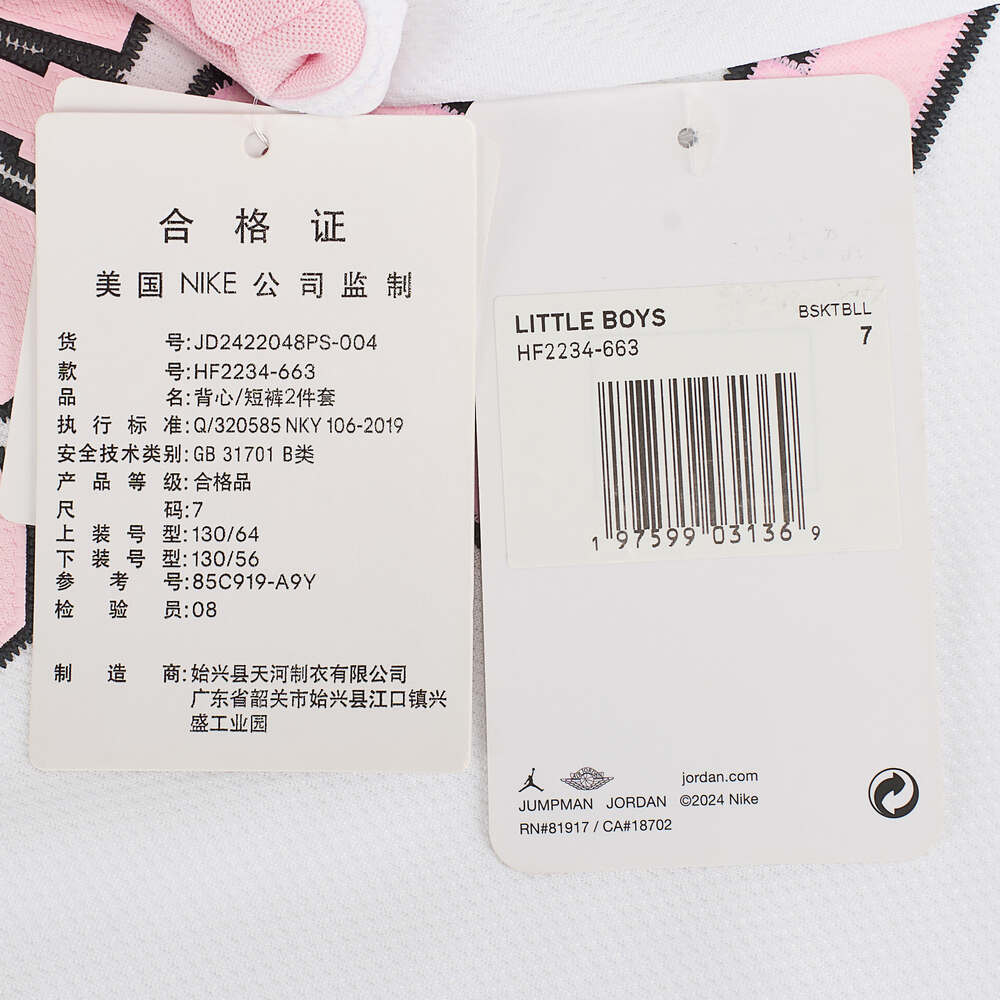 合格证
美国 NIKE 公司监制
货号:JD2422048PS-004
款号:HF2234-663
品名:背心/短裤2件套
执行标准:Q/320585 NKY 106-2019
安全技术类别:GB 31701 B类
产品等级:合格品
尺码:7
上装号型:130/64
下装号型:130/56
参考号:85C919-A9Y
检验员:08
制造商:始兴县天河制衣有限公司
广东省韶关市始兴县江口镇兴
盛工业园
LITTLE BOYS
BSKTBLL
HF2234-663
7
1 97599 03136 9
JUMPMAN JORDAN
jordan.com
©2024 Nike
RN#81917 / CA#18702